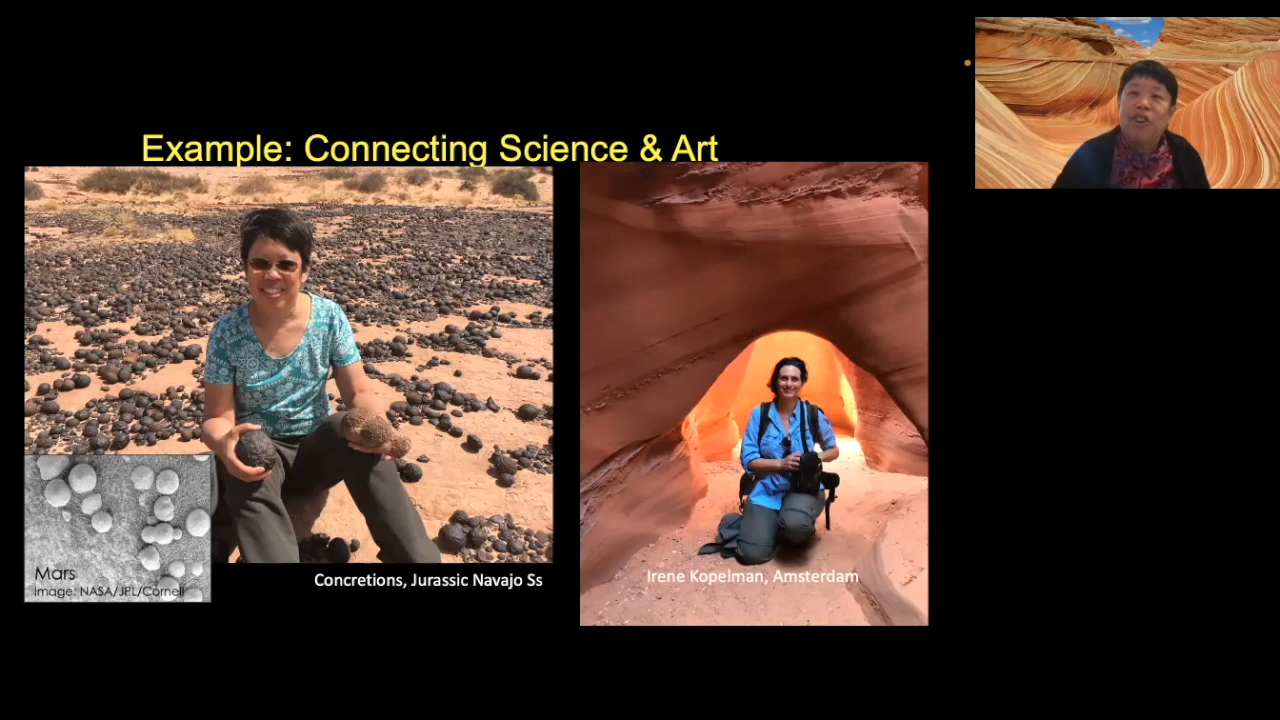 Example: Connecting Science & Art
Mars
Image: NASA/JPL/Cornell
Concretions, Jurassic Navajo Ss
Irene Kopelman, Amsterdam